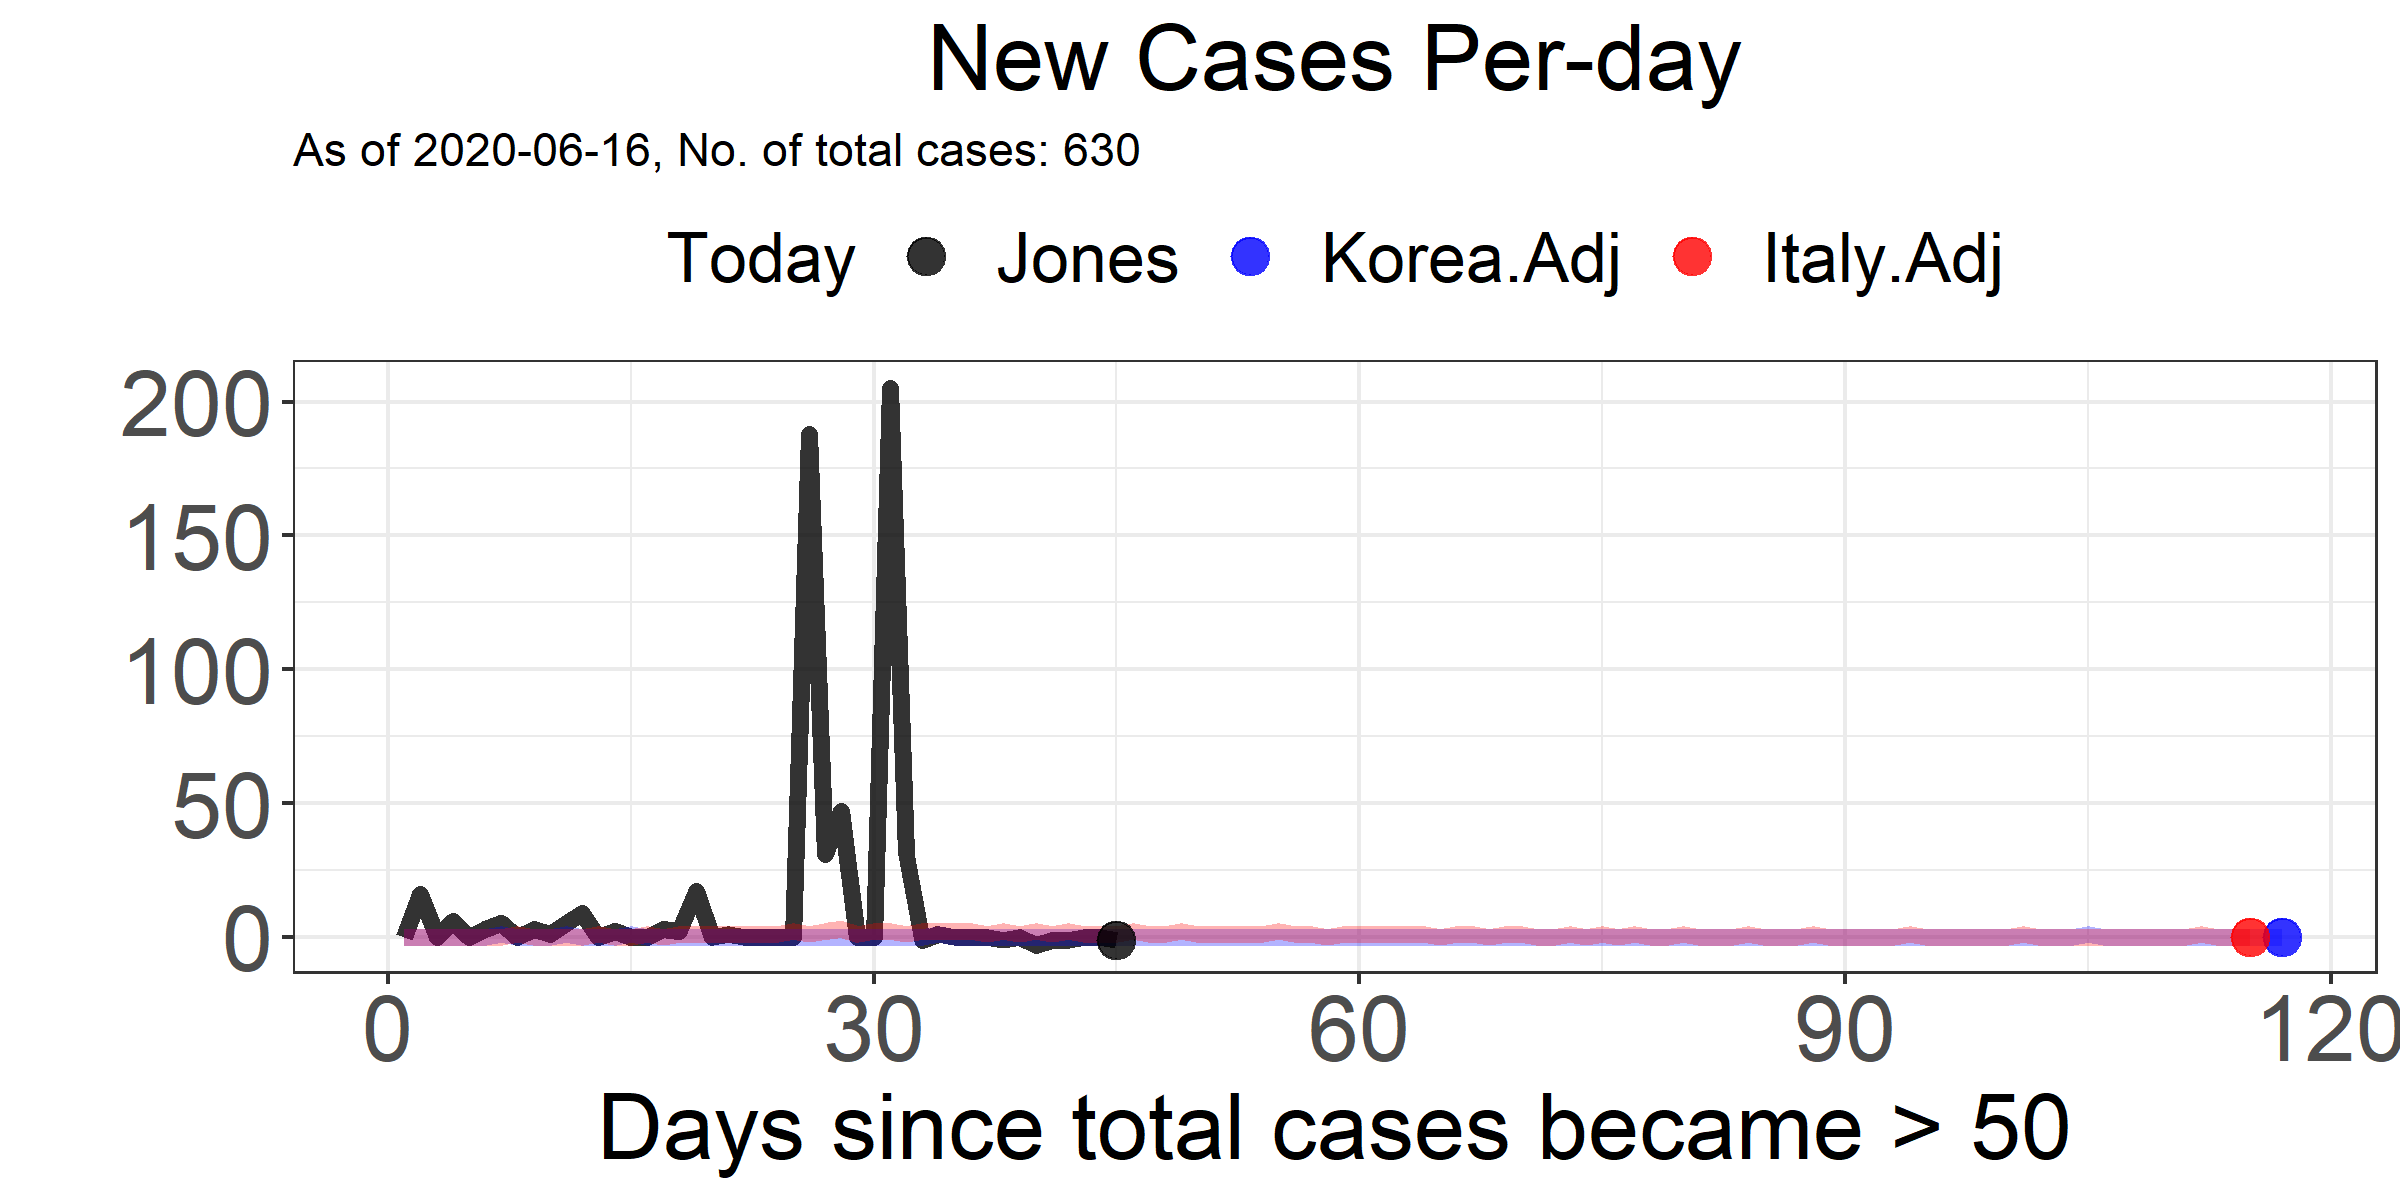 New Cases Per-day
As of 2020-06-16, No. of total cases: 630
Today Jones Korea.Adj Italy.Adj
200
150
100
50
0
0 30 60 90 120
Days since total cases became > 50